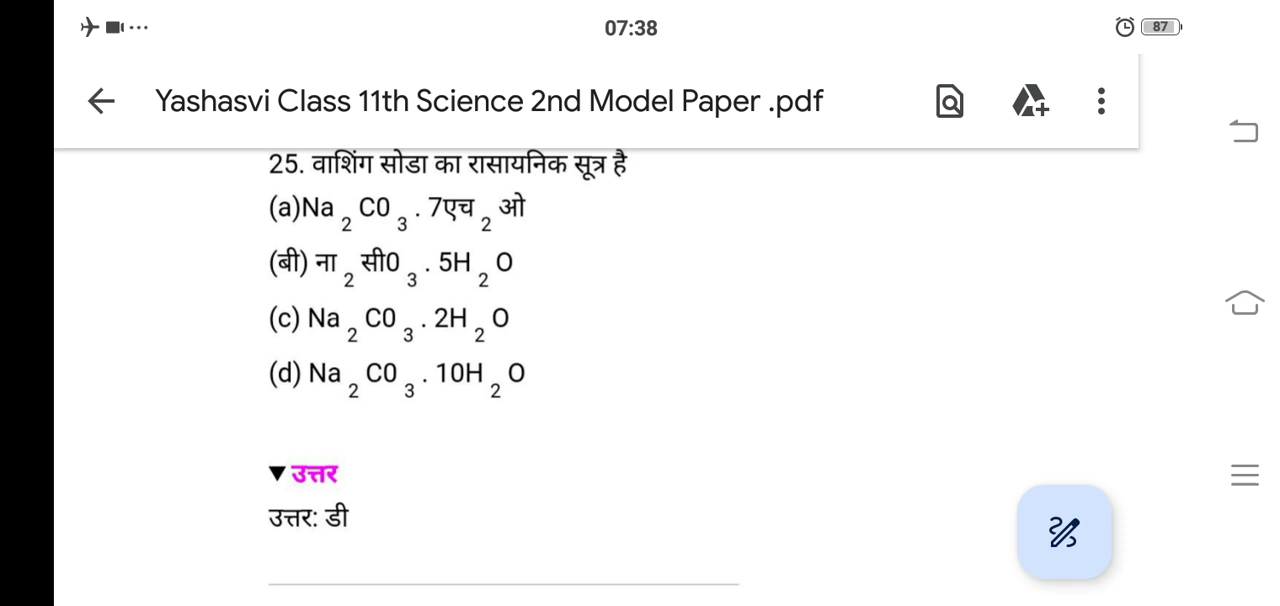 07:38
87
Yashasvi Class 11th Science 2nd Model Paper .pdf
25. वाशिंग सोडा का रासायनिक सूत्र है
(a)Na 2 C0 3 . 7एच 2 ओ
(बी) ना 2 सी0 3 . 5H 2 O
(c) Na 2 C0 3 . 2H 2 O
(d) Na 2 C0 3 . 10H 2 O
▼ उत्तर
उत्तर: डी